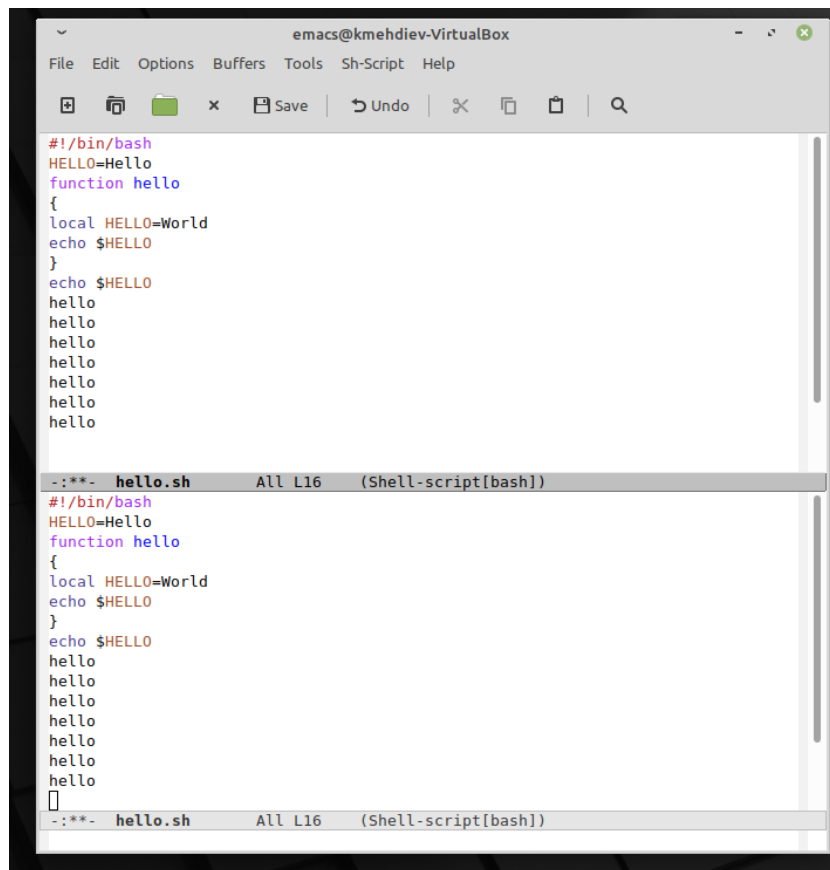 emacs@kmehdiev-VirtualBox
File Edit Options Buffers Tools Sh-Script Help
Save Undo
#!/bin/bash
HELLO=Hello
function hello
{
local HELLO=World
echo $HELLO
}
echo $HELLO
hello
hello
hello
hello
hello
hello
hello
-:**- hello.sh All L16 (Shell-script[bash])
#!/bin/bash
HELLO=Hello
function hello
{
local HELLO=World
echo $HELLO
}
echo $HELLO
hello
hello
hello
hello
hello
hello
hello
-:**- hello.sh All L16 (Shell-script[bash])